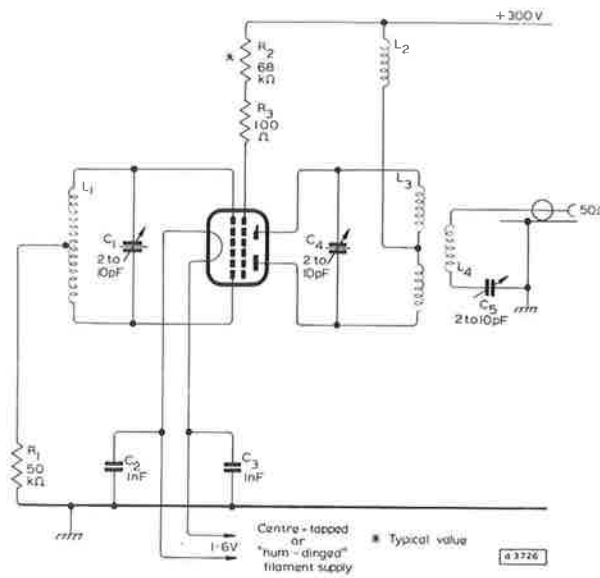 +300V
R2
68
kΩ
*
L2
R3
100
Ω
L1
C1
2 to
10pF
C4
2 to
10pF
L3
50Ω
L4
C5
2 to 10pF
R1
50
kΩ
C2
1nF
C3
1nF
1·6V
Centre-tapped
or
"hum-dinged"
filament supply
* Typical value
d 3726